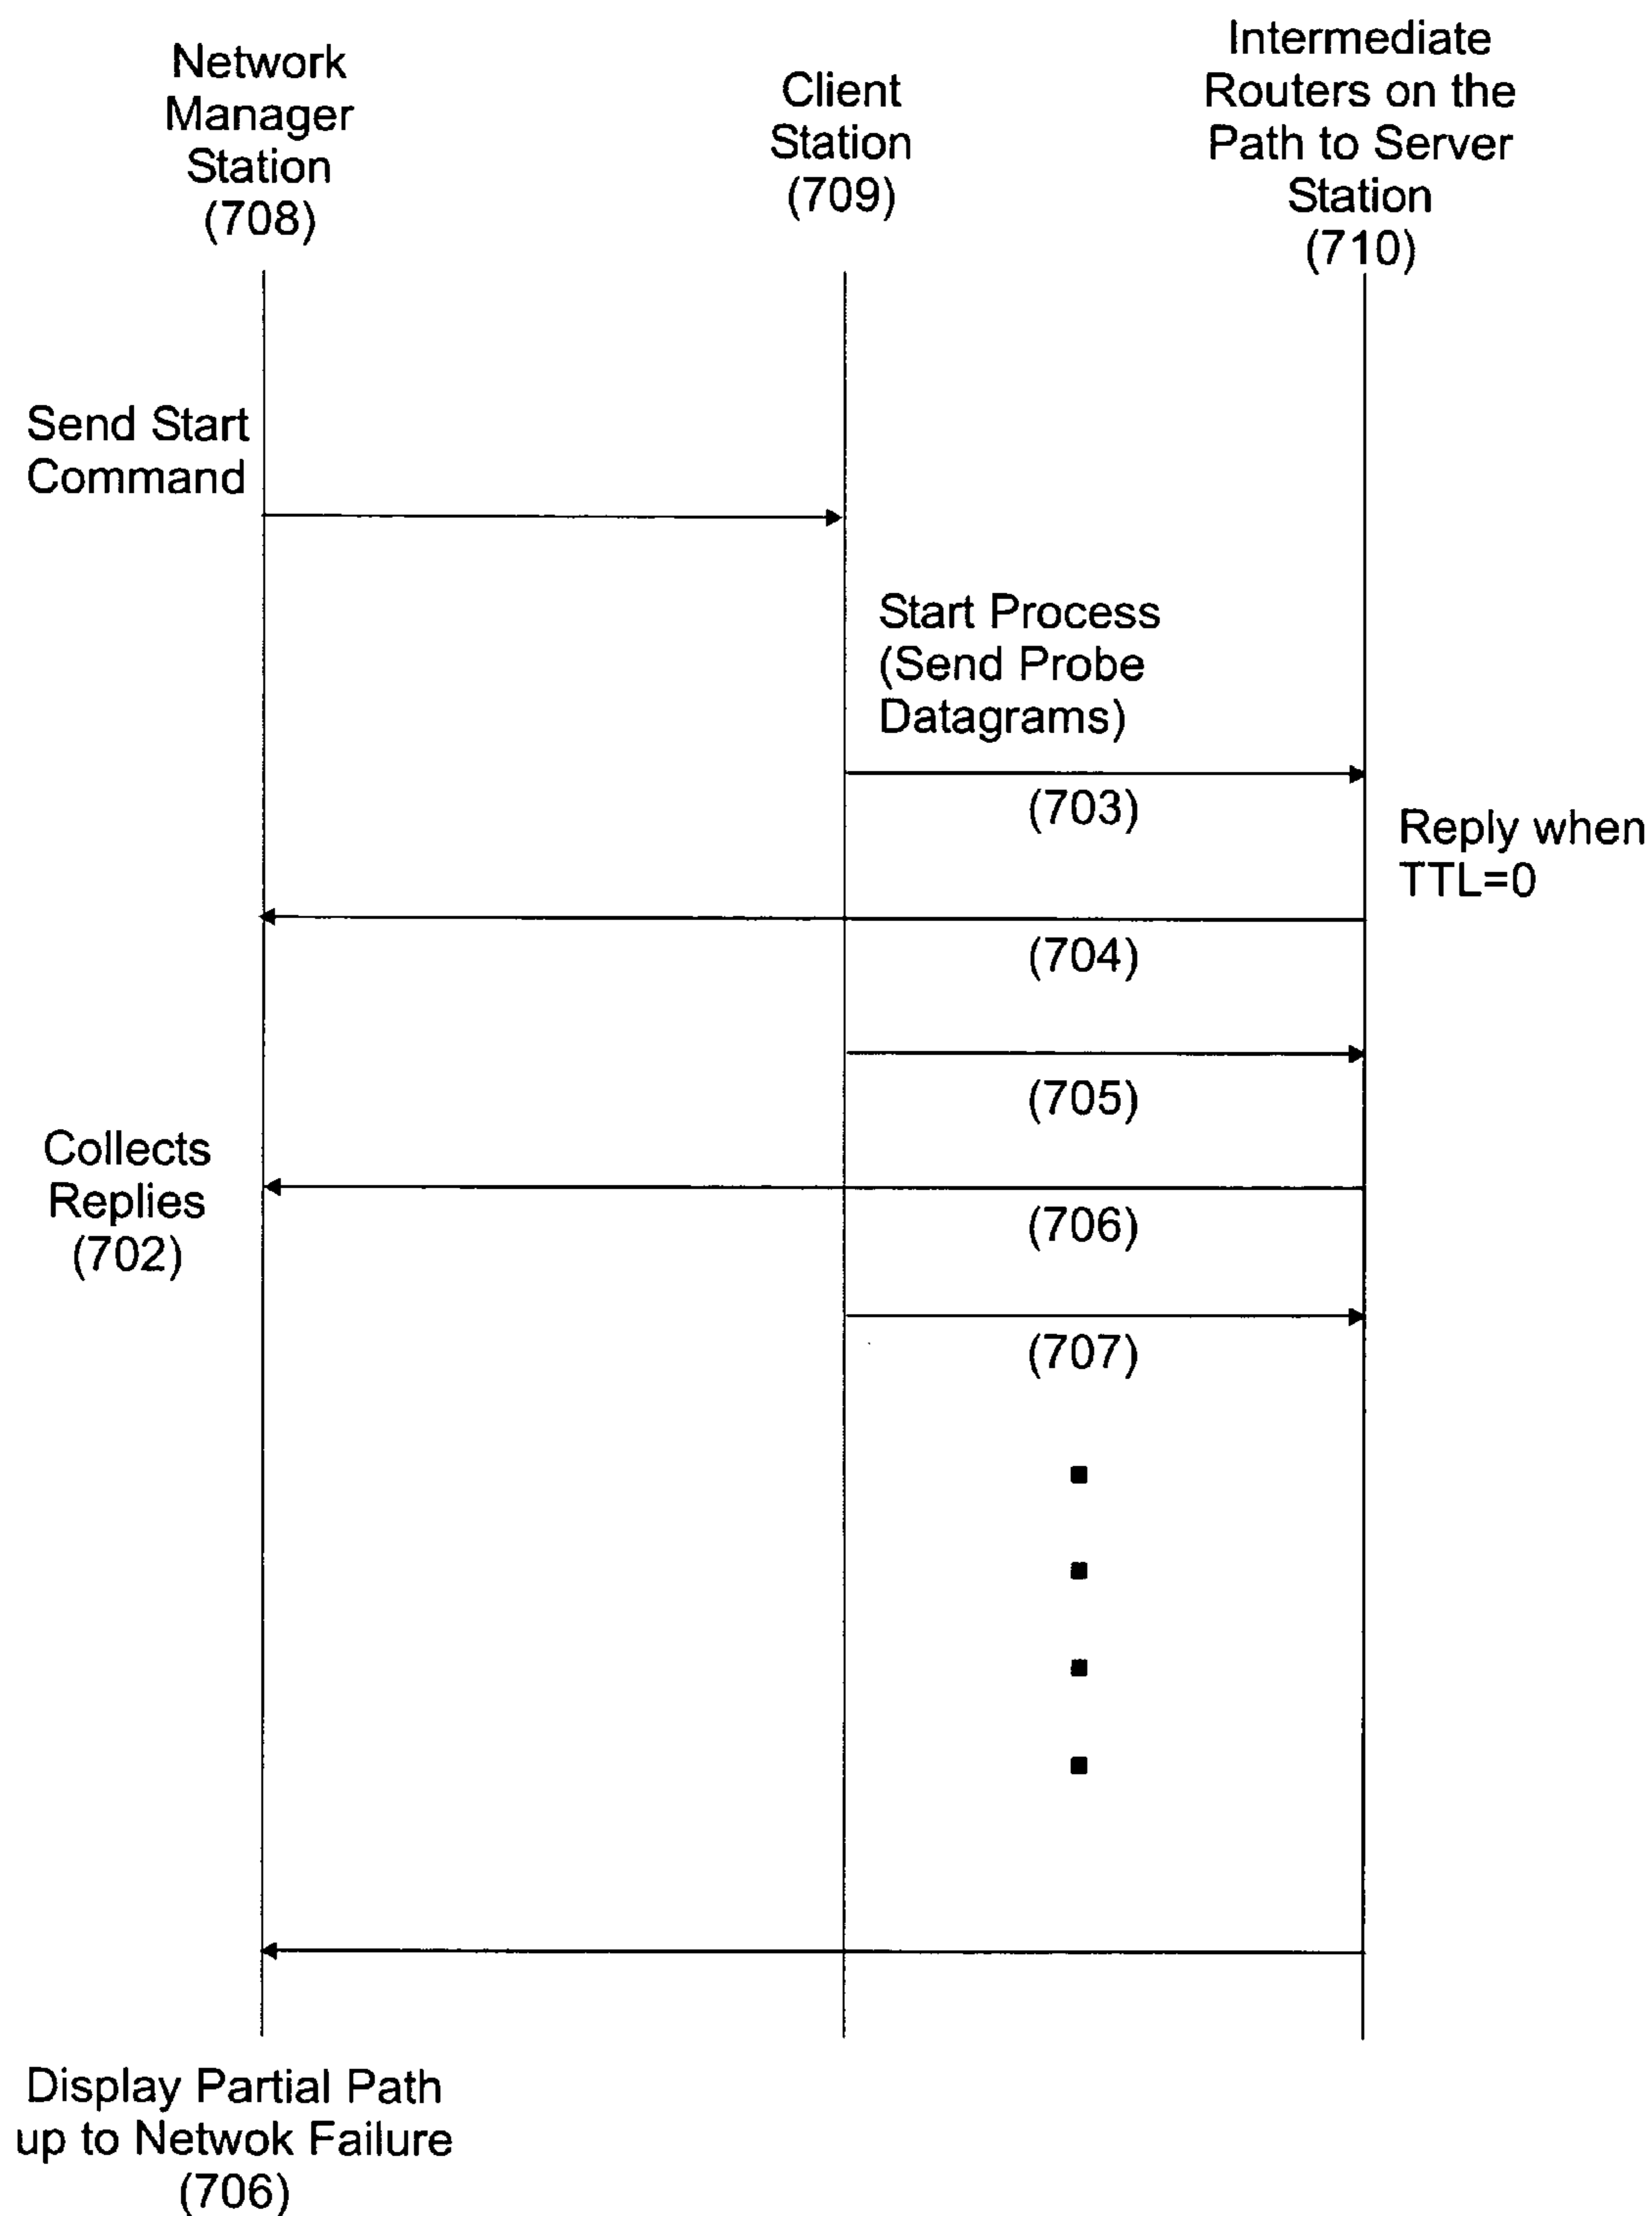 Network
Manager
Station
(708)
Client
Station
(709)
Intermediate
Routers on the
Path to Server
Station
(710)
Send Start
Command
Start Process
(Send Probe
Datagrams)
(703)
Reply when
TTL=0
(704)
(705)
Collects
Replies
(702)
(706)
(707)
Display Partial Path
up to Netwok Failure
(706)